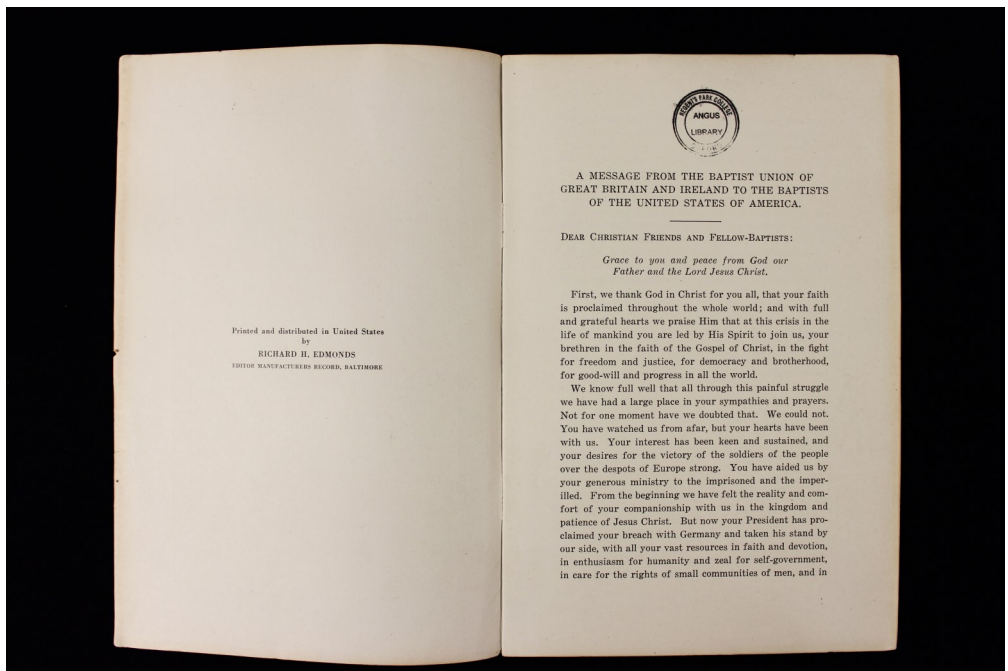 Printed and distributed in United States
by
RICHARD H. EDMONDS
EDITOR MANUFACTURERS RECORD, BALTIMORE
REGENT'S PARK COLLEGE
ANGUS
LIBRARY
A MESSAGE FROM THE BAPTIST UNION OF
GREAT BRITAIN AND IRELAND TO THE BAPTISTS
OF THE UNITED STATES OF AMERICA.
DEAR CHRISTIAN FRIENDS AND FELLOW-BAPTISTS:
Grace to you and peace from God our
Father and the Lord Jesus Christ.
First, we thank God in Christ for you all, that your faith
is proclaimed throughout the whole world; and with full
and grateful hearts we praise Him that at this crisis in the
life of mankind you are led by His Spirit to join us, your
brethren in the faith of the Gospel of Christ, in the fight
for freedom and justice, for democracy and brotherhood,
for good-will and progress in all the world.
We know full well that all through this painful struggle
we have had a large place in your sympathies and prayers.
Not for one moment have we doubted that. We could not.
You have watched us from afar, but your hearts have been
with us. Your interest has been keen and sustained, and
your desires for the victory of the soldiers of the people
over the despots of Europe strong. You have aided us by
your generous ministry to the imprisoned and the imper-
illed. From the beginning we have felt the reality and com-
fort of your companionship with us in the kingdom and
patience of Jesus Christ. But now your President has pro-
claimed your breach with Germany and taken his stand by
our side, with all your vast resources in faith and devotion,
in enthusiasm for humanity and zeal for self-government,
in care for the rights of small communities of men, and in